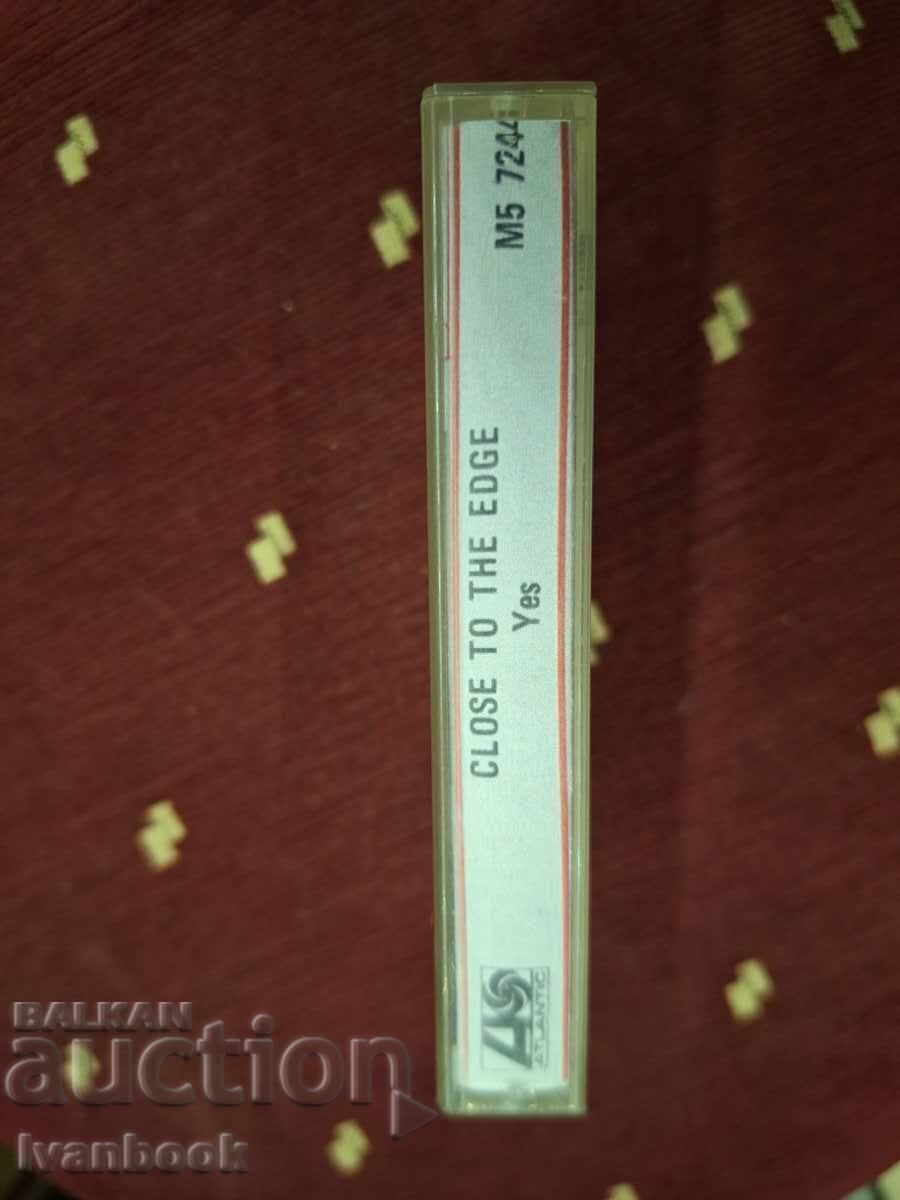 M5 7244
CLOSE TO THE EDGE
Yes
ATLANTIC
BALKAN
auction
Ivanbook